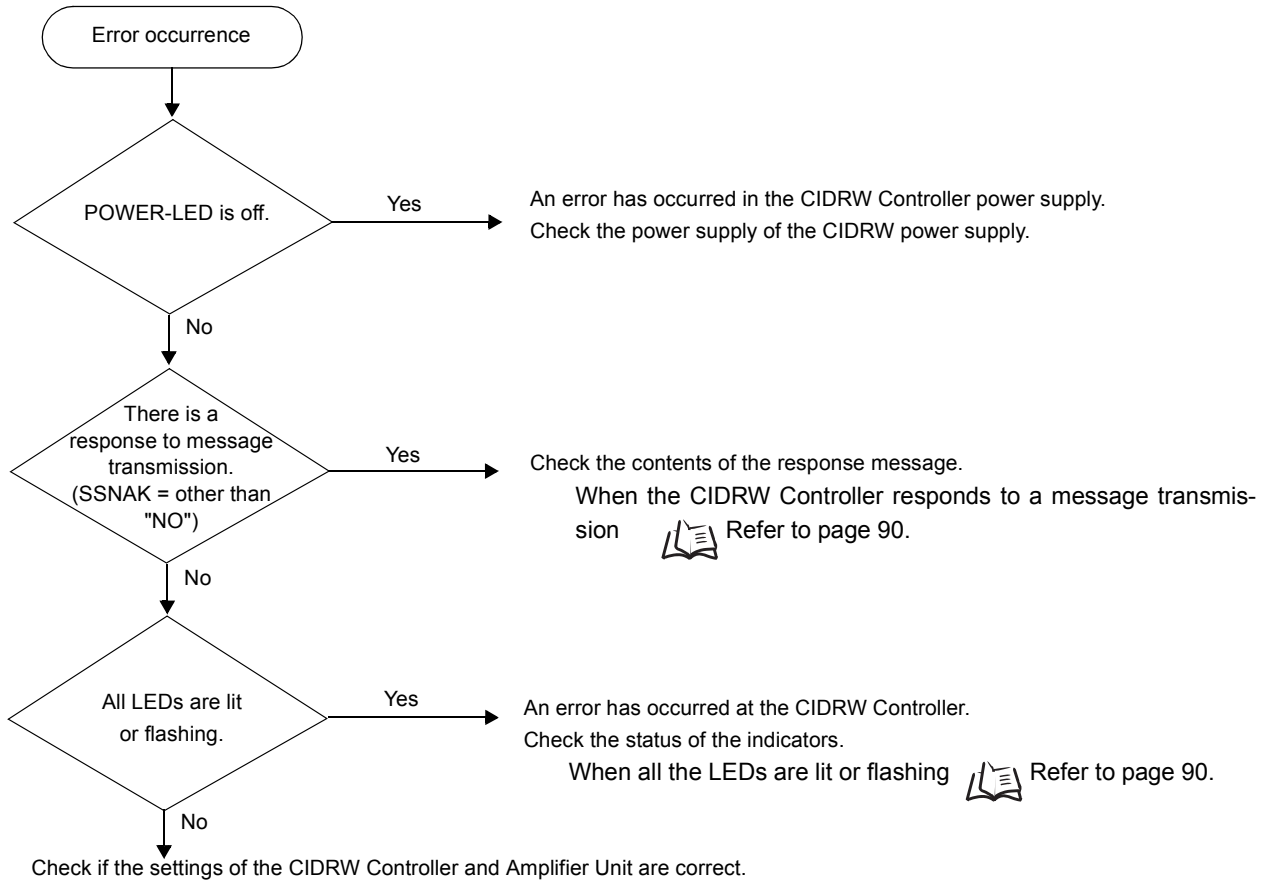 Error occurrence
POWER-LED is off.
Yes
An error has occurred in the CIDRW Controller power supply.
Check the power supply of the CIDRW power supply.
No
There is a
response to message
transmission.
(SSNAK = other than
"NO")
Yes
Check the contents of the response message.
When the CIDRW Controller responds to a message transmis-
sion Refer to page 90.
No
All LEDs are lit
or flashing.
Yes
An error has occurred at the CIDRW Controller.
Check the status of the indicators.
When all the LEDs are lit or flashing Refer to page 90.
No
Check if the settings of the CIDRW Controller and Amplifier Unit are correct.